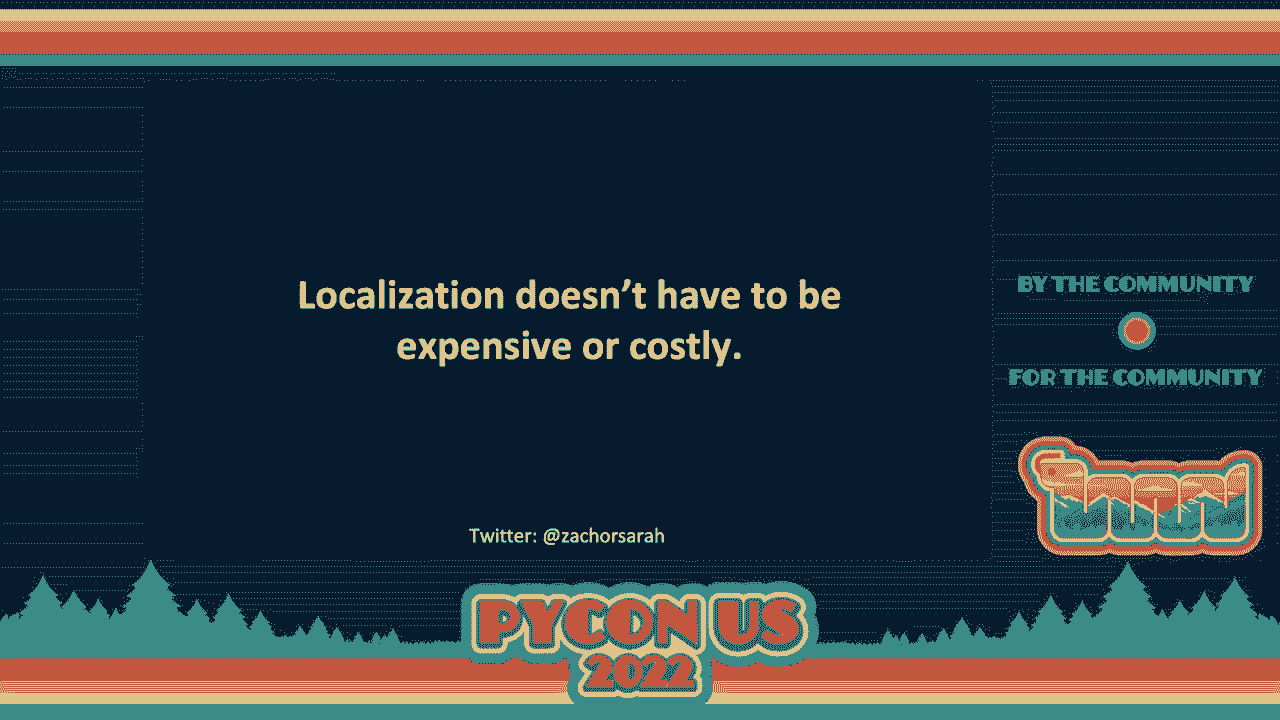 Localization doesn’t have to be
expensive or costly.
Twitter: @zachorsarah
BY THE COMMUNITY
FOR THE COMMUNITY
PYCON US
2022